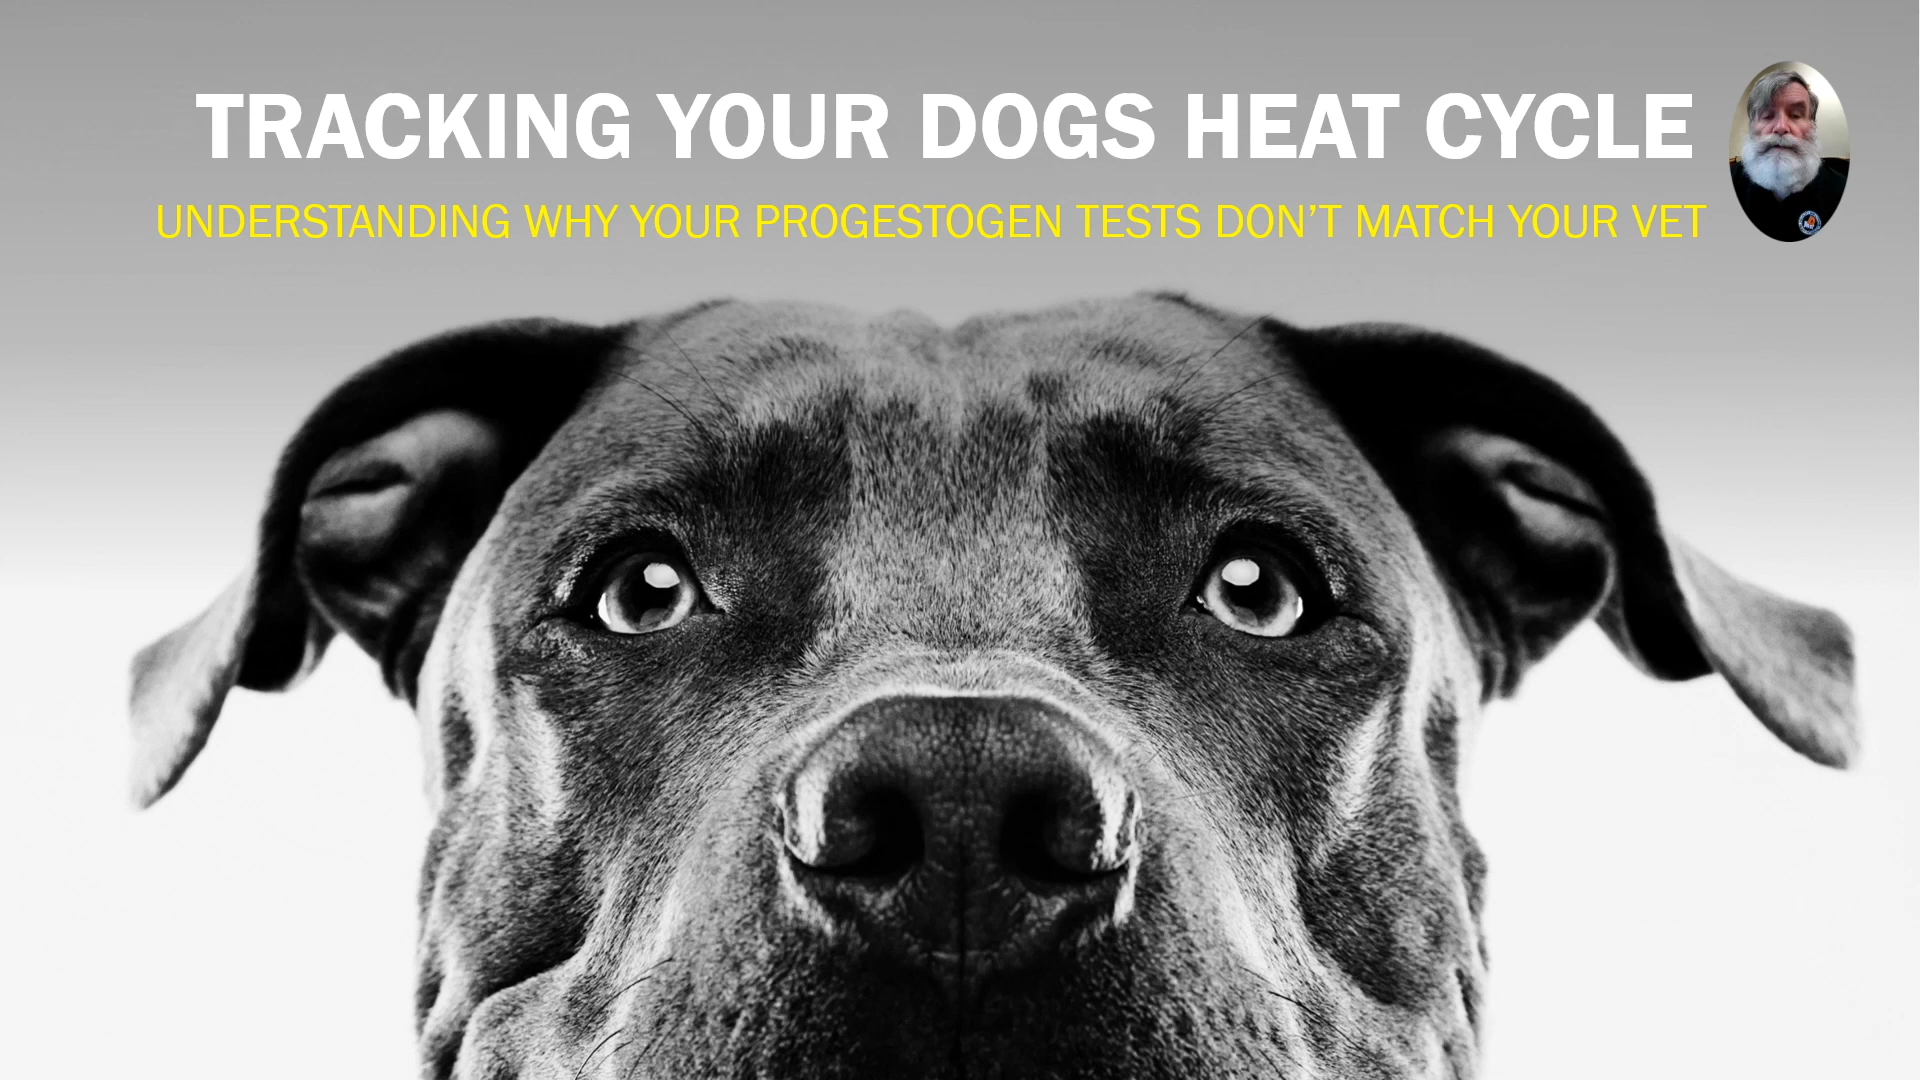 TRACKING YOUR DOGS HEAT CYCLE
UNDERSTANDING WHY YOUR PROGESTOGEN TESTS DON’T MATCH YOUR VET